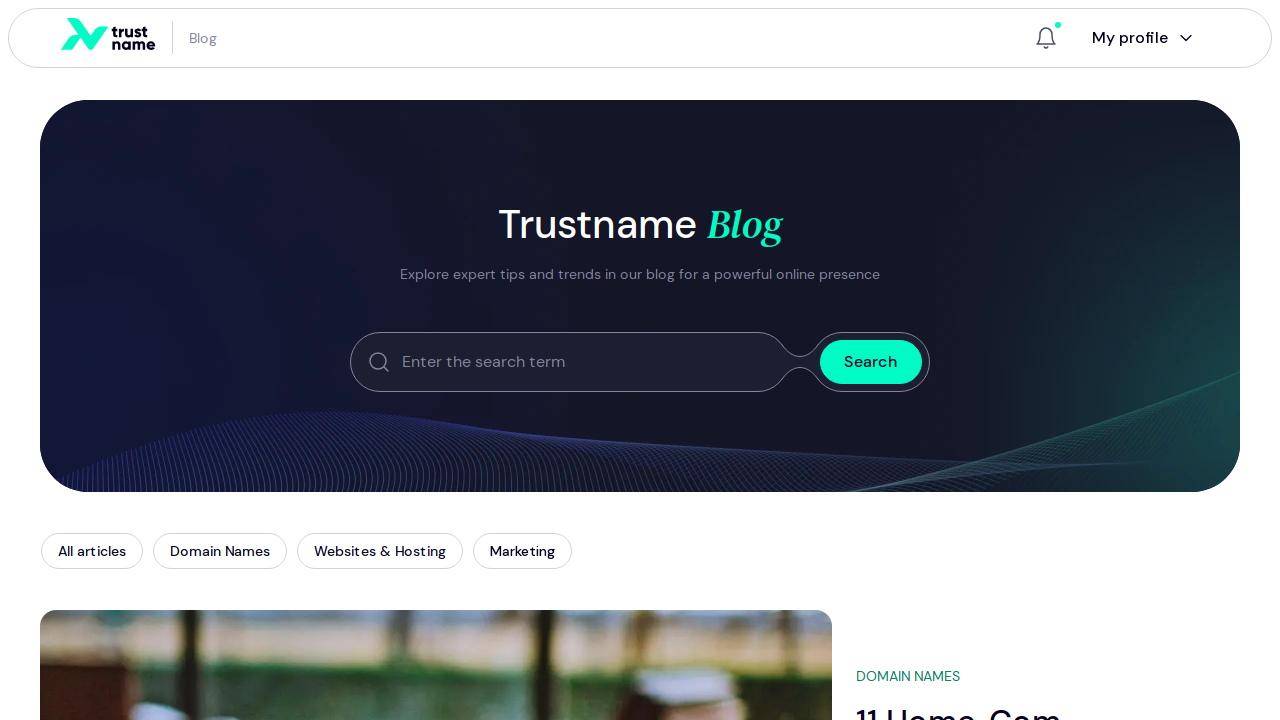 trust
name
Blog
My profile
Trustname Blog
Explore expert tips and trends in our blog for a powerful online presence
Enter the search term
Search
All articles
Domain Names
Websites & Hosting
Marketing
DOMAIN NAMES